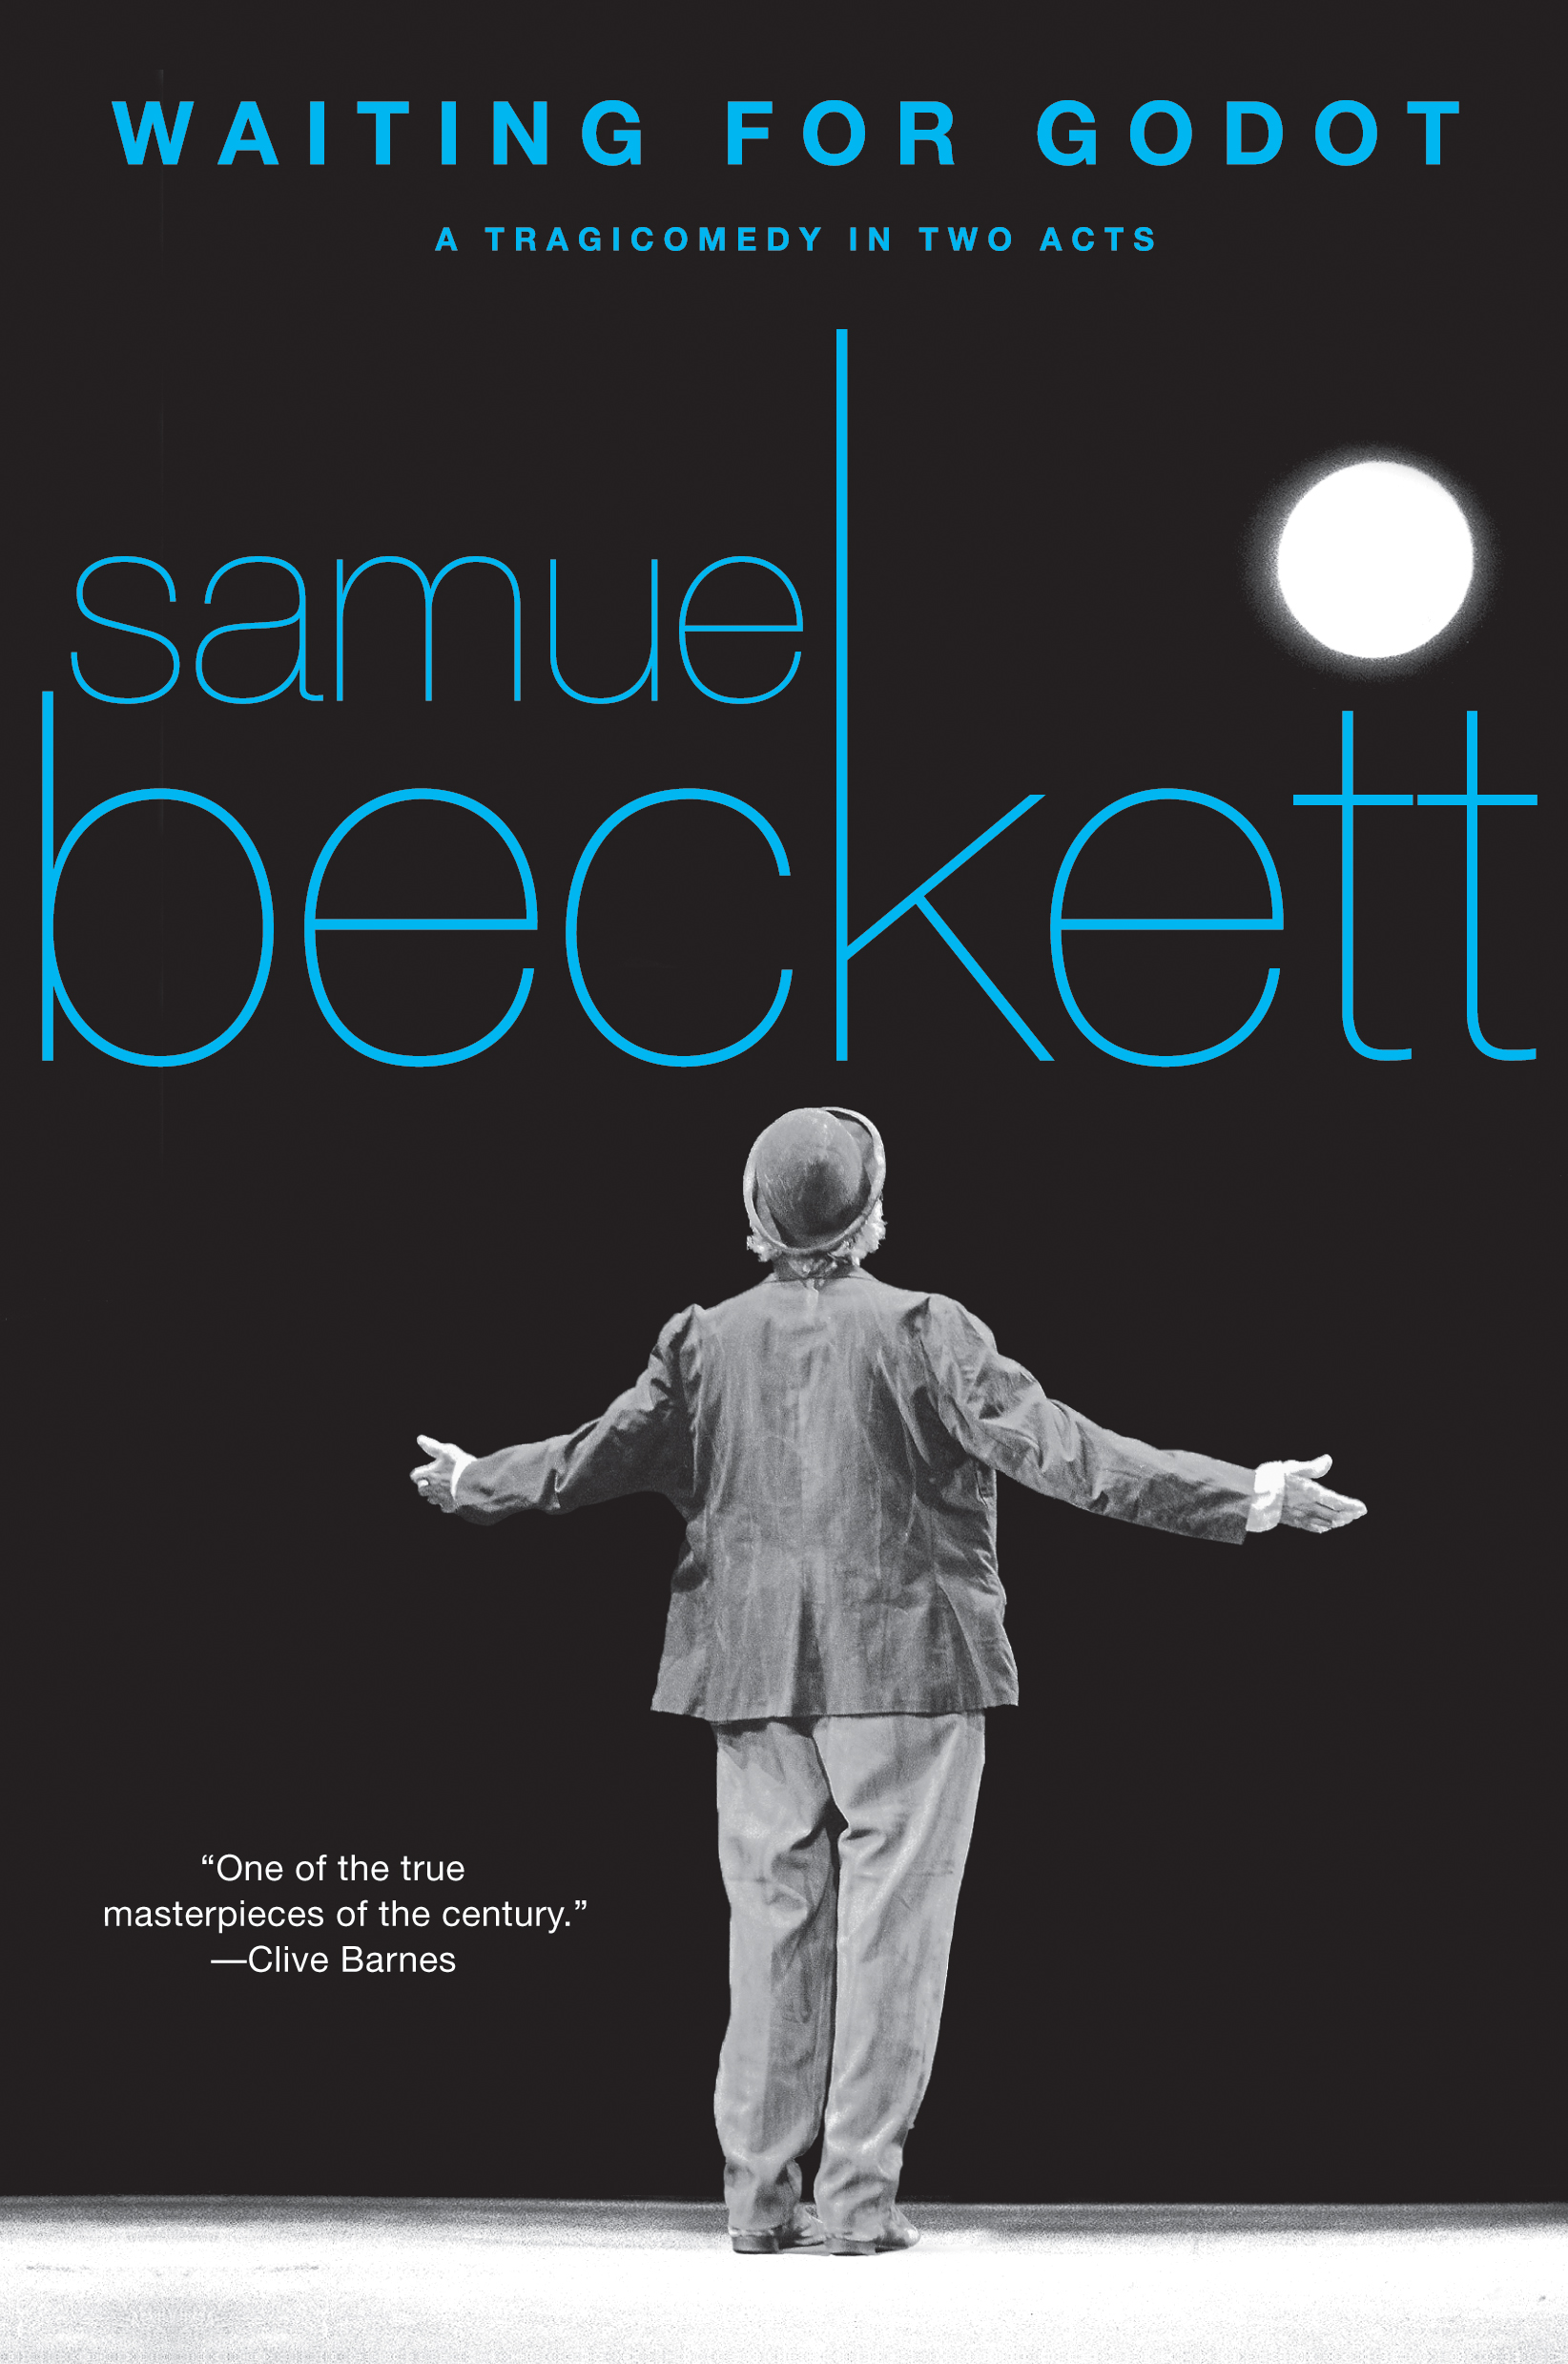 WAITING FOR GODOT
A TRAGICOMEDY IN TWO ACTS
samuel
beckett
“One of the true
masterpieces of the century.”
—Clive Barnes